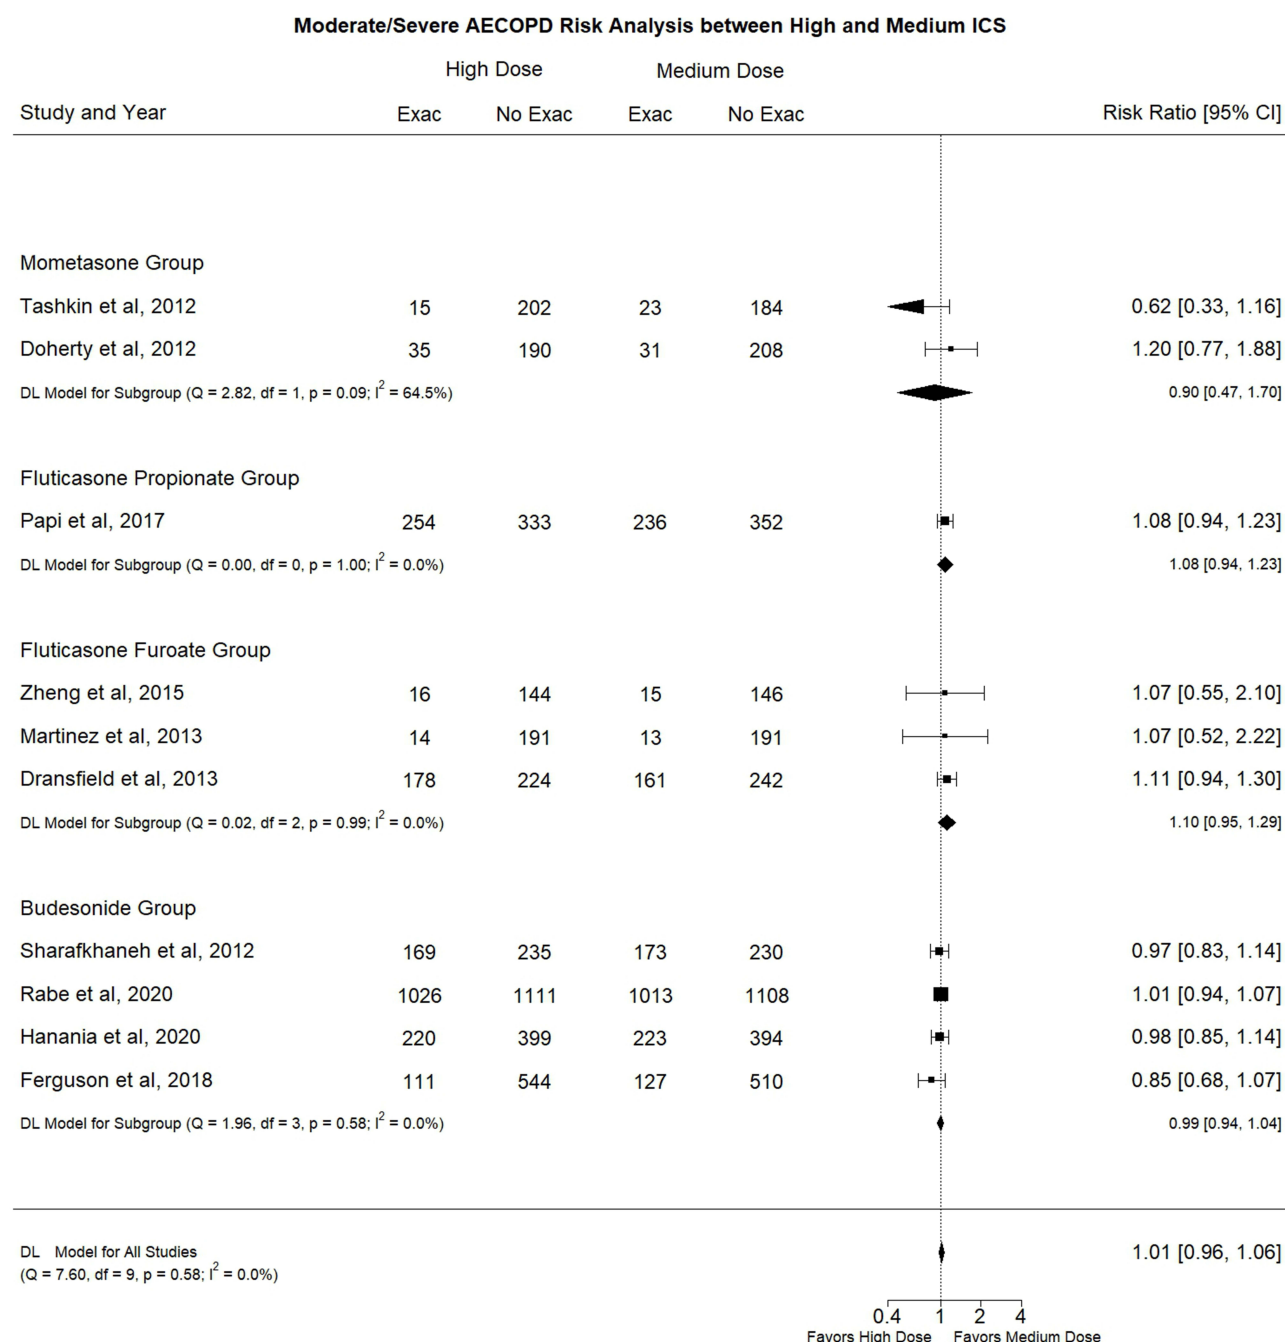 Moderate/Severe AECOPD Risk Analysis between High and Medium ICS
High Dose Medium Dose
Study and Year Exac No Exac Exac No Exac Risk Ratio [95% CI]
Mometasone Group
Tashkin et al, 2012 15 202 23 184 0.62 [0.33, 1.16]
Doherty et al, 2012 35 190 31 208 1.20 [0.77, 1.88]
DL Model for Subgroup (Q = 2.82, df = 1, p = 0.09; I² = 64.5%) 0.90 [0.47, 1.70]
Fluticasone Propionate Group
Papi et al, 2017 254 333 236 352 1.08 [0.94, 1.23]
DL Model for Subgroup (Q = 0.00, df = 0, p = 1.00; I² = 0.0%) 1.08 [0.94, 1.23]
Fluticasone Furoate Group
Zheng et al, 2015 16 144 15 146 1.07 [0.55, 2.10]
Martinez et al, 2013 14 191 13 191 1.07 [0.52, 2.22]
Dransfield et al, 2013 178 224 161 242 1.11 [0.94, 1.30]
DL Model for Subgroup (Q = 0.02, df = 2, p = 0.99; I² = 0.0%) 1.10 [0.95, 1.29]
Budesonide Group
Sharafkhaneh et al, 2012 169 235 173 230 0.97 [0.83, 1.14]
Rabe et al, 2020 1026 1111 1013 1108 1.01 [0.94, 1.07]
Hanania et al, 2020 220 399 223 394 0.98 [0.85, 1.14]
Ferguson et al, 2018 111 544 127 510 0.85 [0.68, 1.07]
DL Model for Subgroup (Q = 1.96, df = 3, p = 0.58; I² = 0.0%) 0.99 [0.94, 1.04]
DL Model for All Studies 1.01 [0.96, 1.06]
(Q = 7.60, df = 9, p = 0.58; I² = 0.0%)
0.4 1 2 4
Favors High Dose Favors Medium Dose